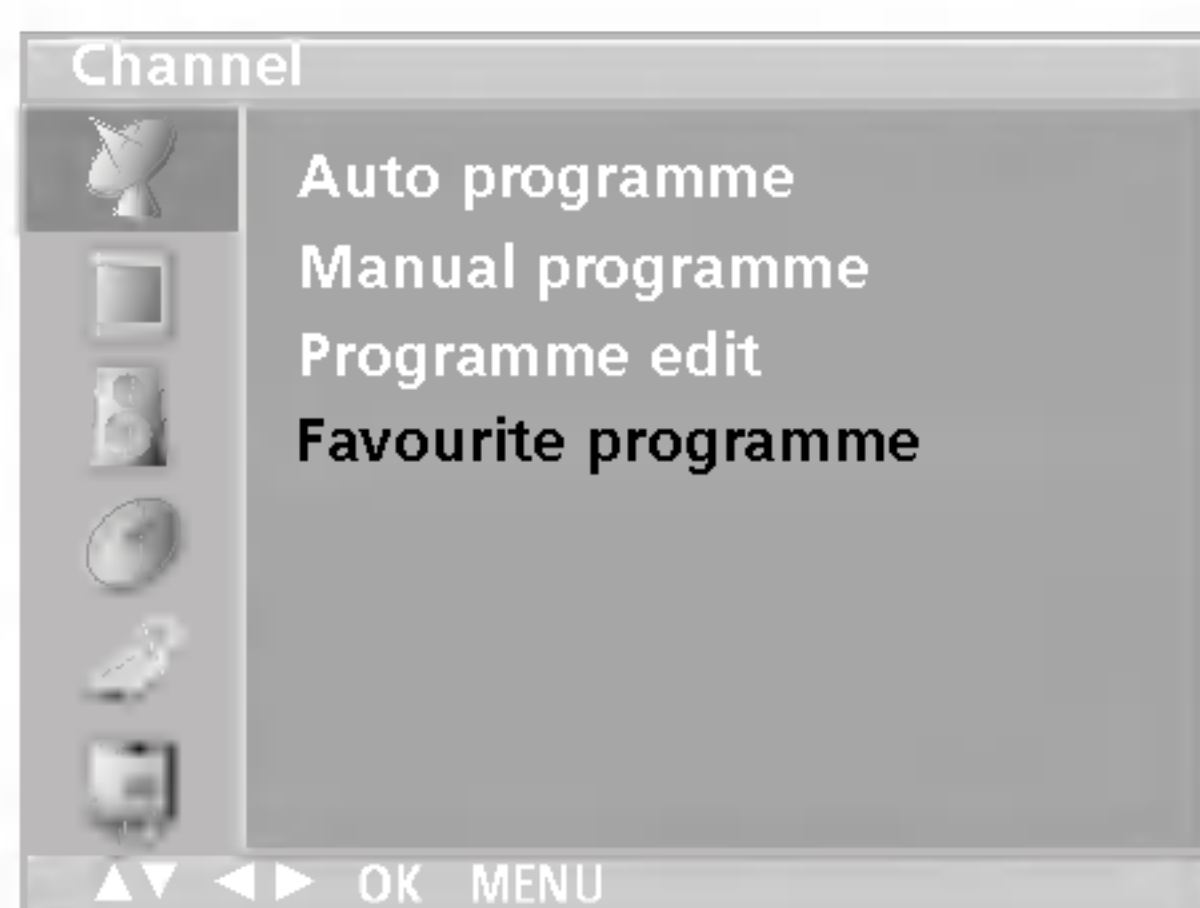 Channel
Auto programme
Manual programme
Programme edit
Favourite programme
▲▼ ◀ ▶ OK MENU